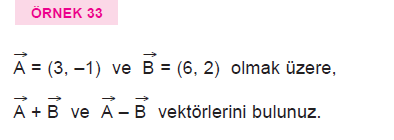 ÖRNEK 33
A⃗ = (3, –1) ve B⃗ = (6, 2) olmak üzere,
A⃗ + B⃗ ve A⃗ – B⃗ vektörlerini bulunuz.